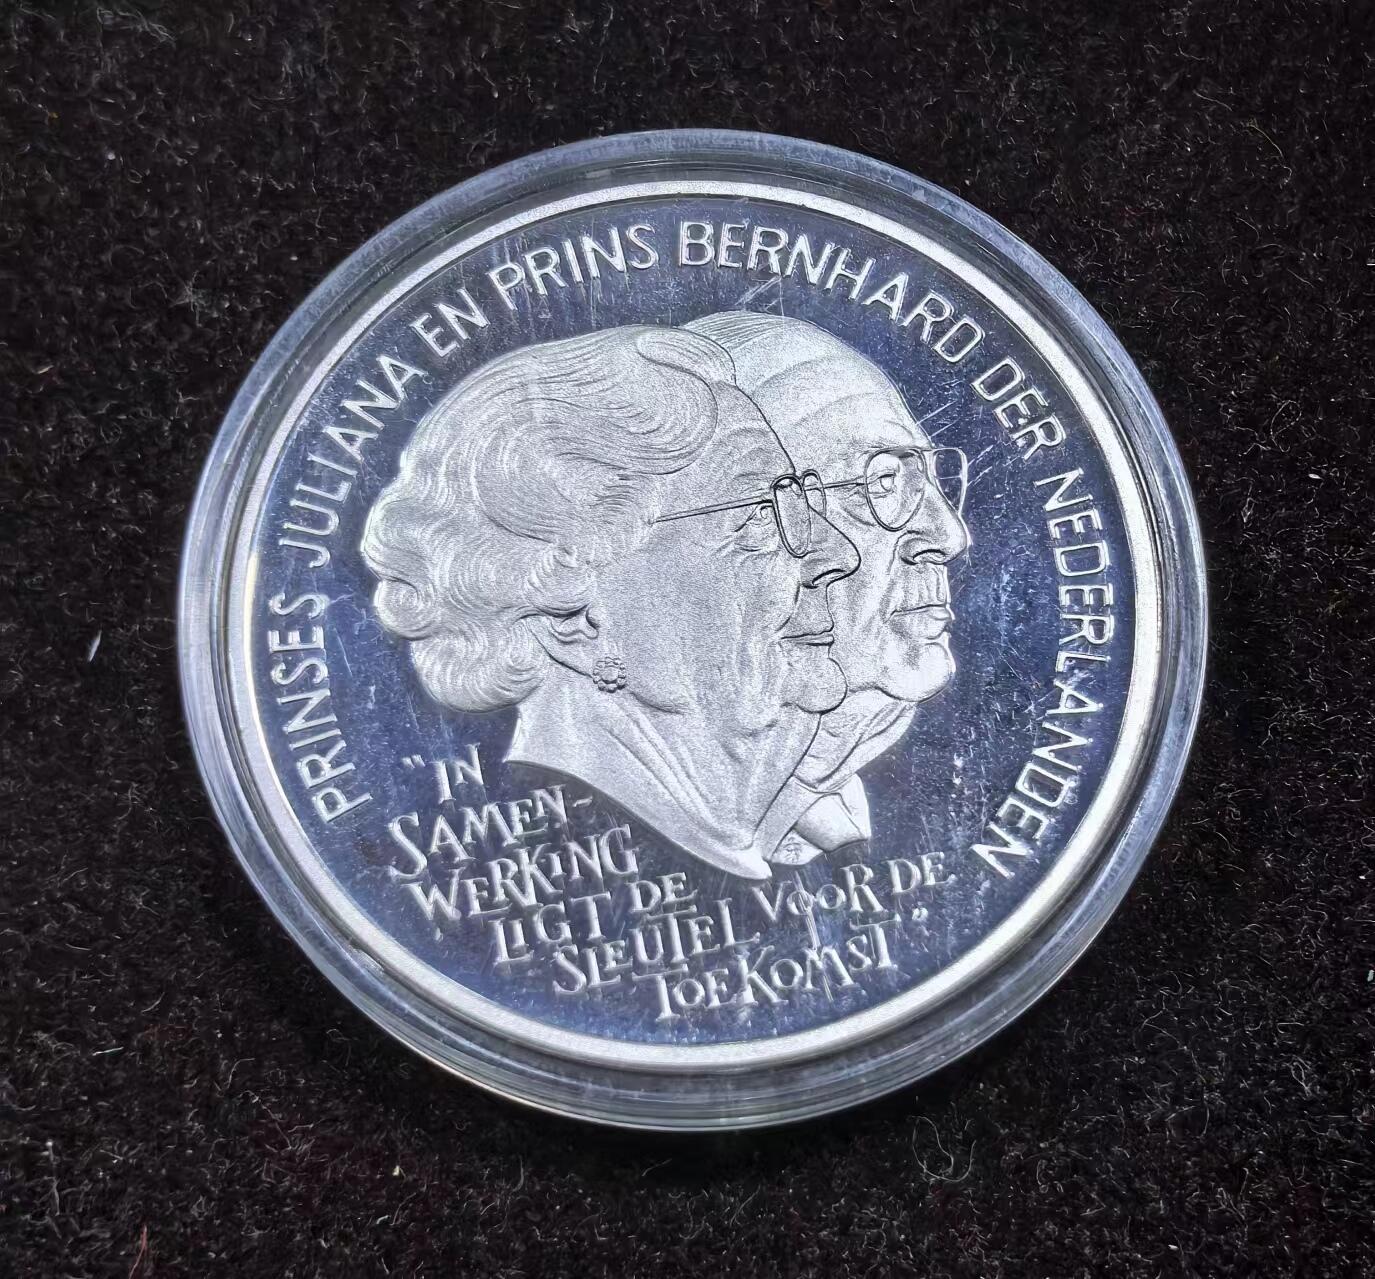 PRINSES JULIANA EN PRINS BERNHARD DER NEDERLANDEN
"IN
SAMEN-
WERKING
LIGT DE
SLEUTEL VOOR DE
TOEKOMST"